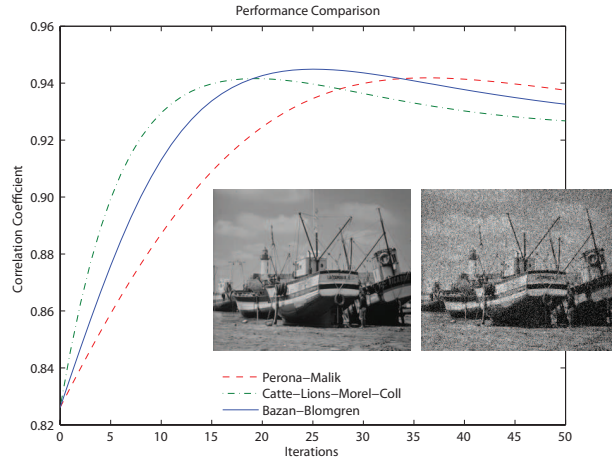 Performance Comparison
0.96
0.94
0.92
0.90
0.88
0.86
0.84
0.82
Correlation Coefficient
0 5 10 15 20 25 30 35 40 45 50
Iterations
Perona–Malik
Catte–Lions–Morel–Coll
Bazan–Blomgren